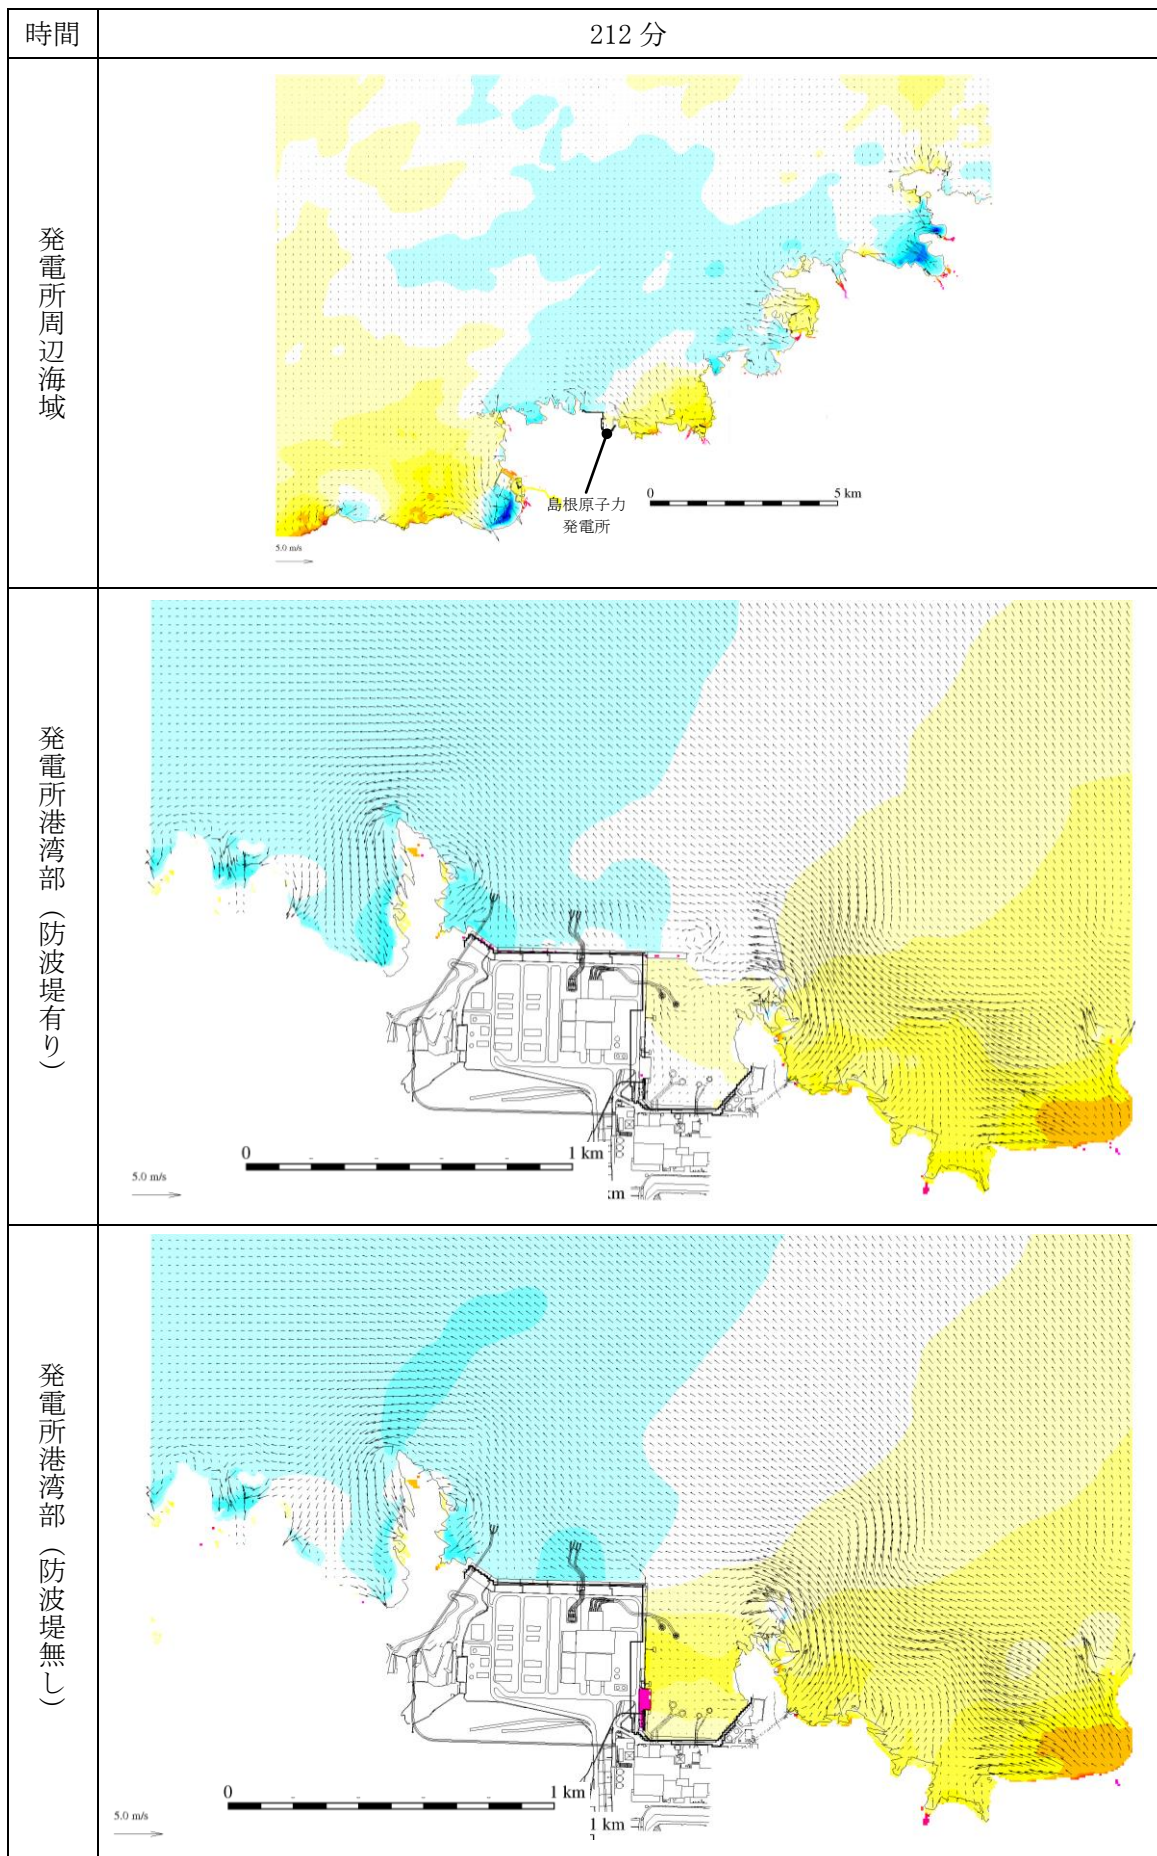 時間
212 分
発電所周辺海域
島根原子力
発電所
0
5 km
5.0 m/s
発電所港湾部（防波堤有り）
0
1 km
5.0 m/s
km
発電所港湾部（防波堤無し）
0
1 km
5.0 m/s
1 km